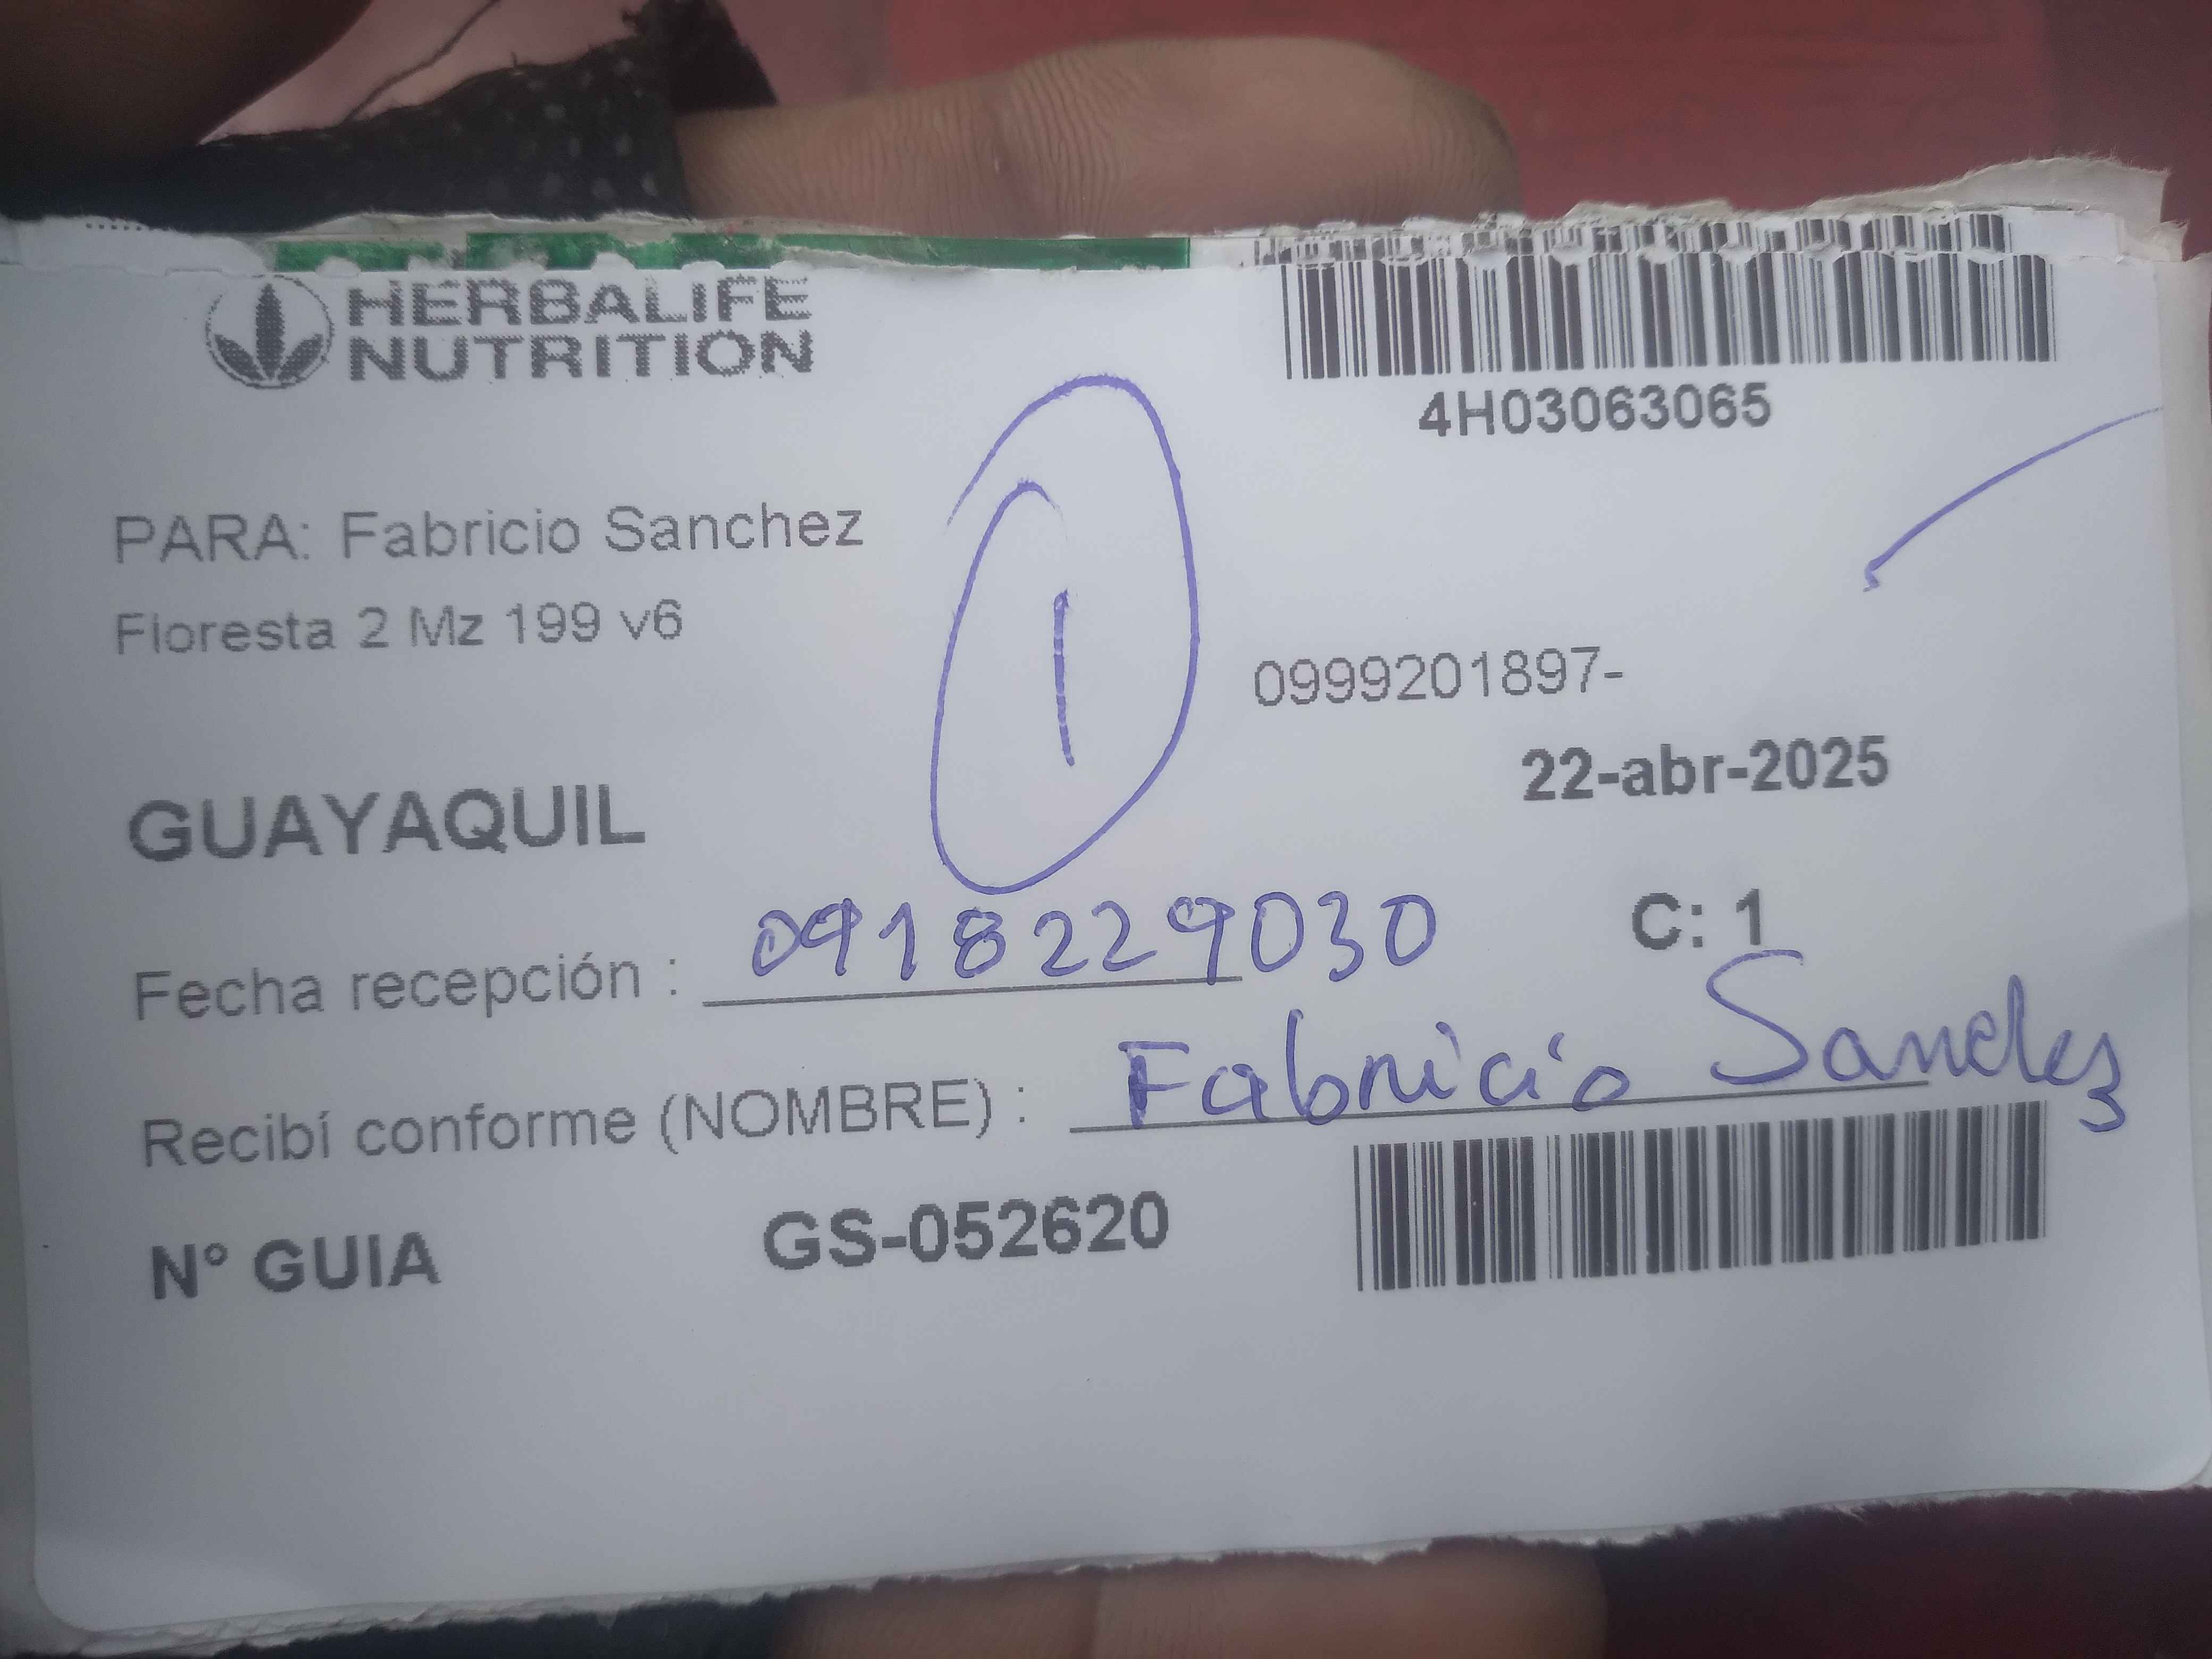 HERBALIFE
NUTRITION
4H03063065
PARA: Fabricio Sanchez
Floresta 2 Mz 199 v6
1
0999201897-
22-abr-2025
GUAYAQUIL
C: 1
Fecha recepción : 0918229030
Recibí conforme (NOMBRE) : Fabricio Sanchez
N° GUIA GS-052620